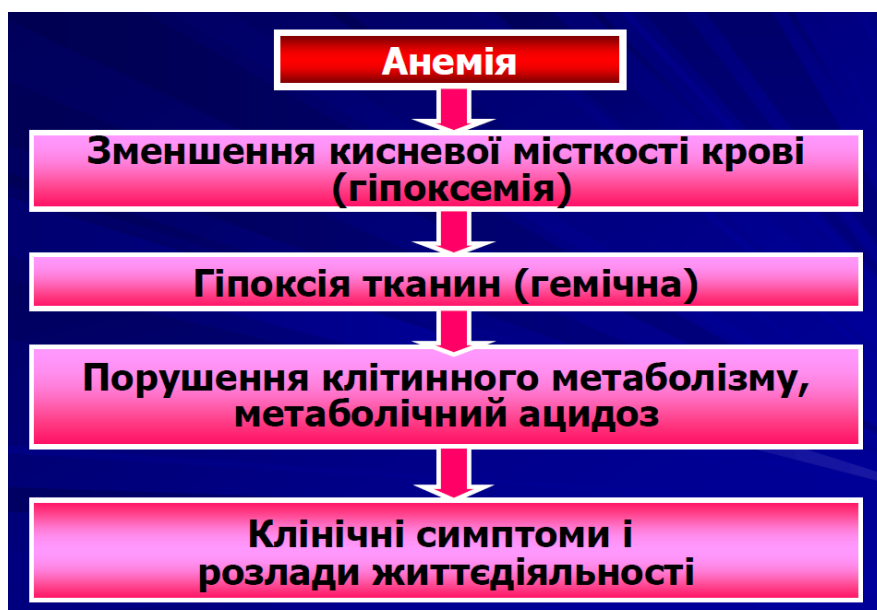 Анемія
Зменшення кисневої місткості крові
(гіпоксемія)
Гіпоксія тканин (гемічна)
Порушення клітинного метаболізму,
метаболічний ацидоз
Клінічні симптоми і
розлади життєдіяльності